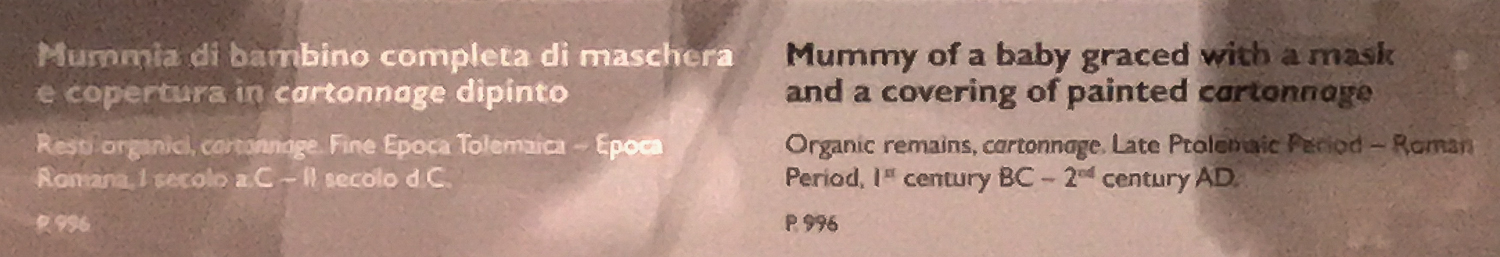 Mummia di bambino completa di maschera
e copertura in cartonnage dipinto
Resti organici, cartonnage. Fine Epoca Tolemaica – Epoca
Romana, I secolo a.C – II secolo d.C.
P. 996
Mummy of a baby graced with a mask
and a covering of painted cartonnage
Organic remains, cartonnage. Late Ptolemaic Period – Roman
Period, 1st century BC – 2nd century AD.
P. 996